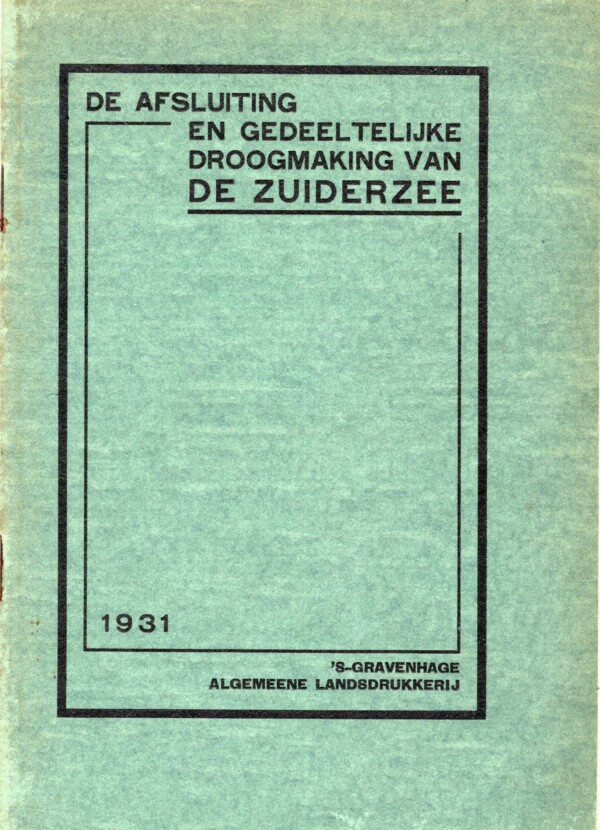 DE AFSLUITING
EN GEDEELTELIJKE
DROOGMAKING VAN
DE ZUIDERZEE
1931
'S-GRAVENHAGE
ALGEMEENE LANDSDRUKKERIJ